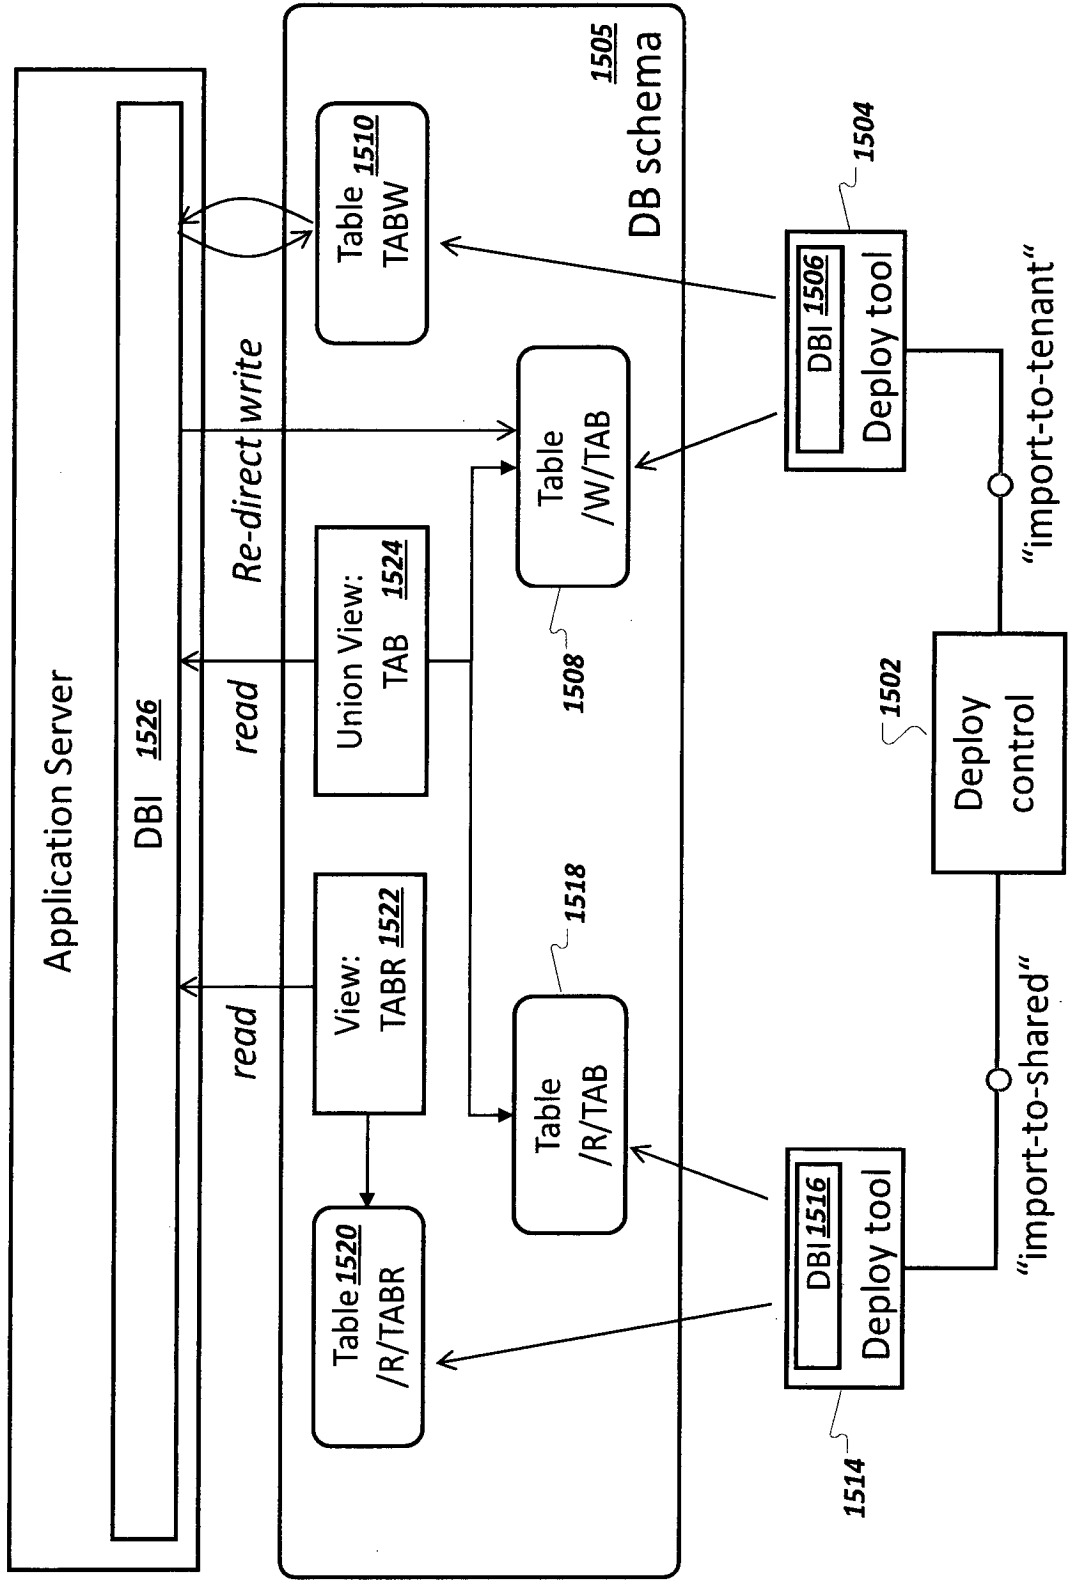 Application Server
DBI 1526
read
read
Re-direct write
DB schema
1505
Table 1520
/R/TABR
View:
TABR 1522
Union View:
TAB 1524
Table 1510
TABW
Table
/R/TAB
1518
Table
/W/TAB
1508
DBI 1516
Deploy tool
1514
DBI 1506
Deploy tool
1504
"import-to-shared"
Deploy
control
1502
"import-to-tenant"